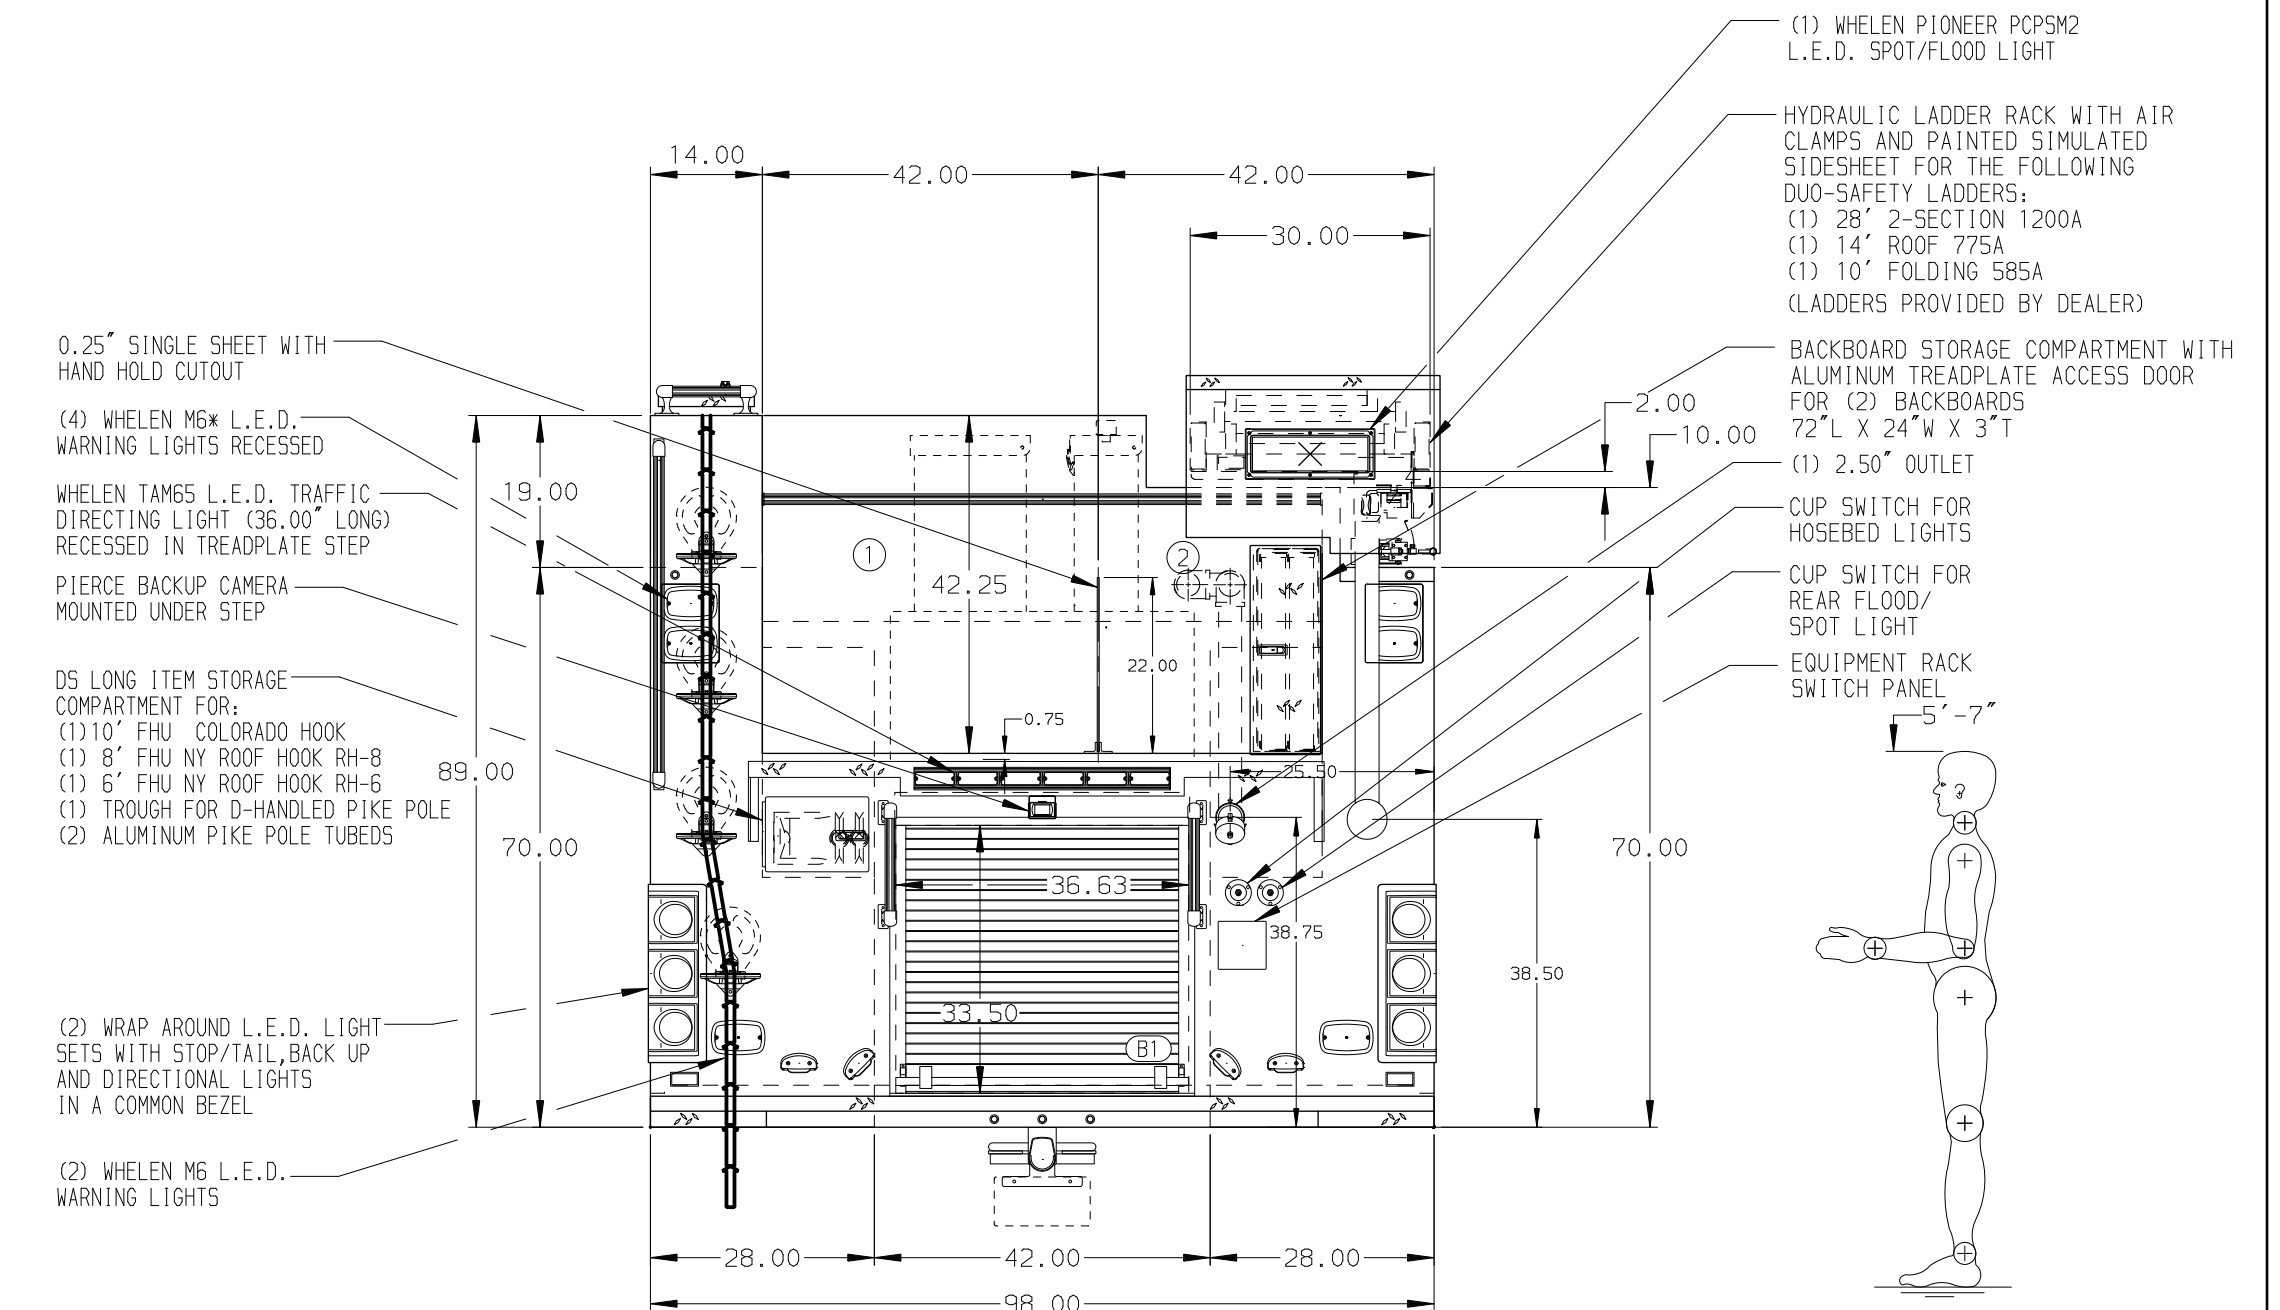 (1) WHELEN PIONEER PCPSM2
L.E.D. SPOT/FLOOD LIGHT
HYDRAULIC LADDER RACK WITH AIR
CLAMPS AND PAINTED SIMULATED
SIDESHEET FOR THE FOLLOWING
DUO-SAFETY LADDERS:
(1) 28' 2-SECTION 1200A
(1) 14' ROOF 775A
(1) 10' FOLDING 585A
(LADDERS PROVIDED BY DEALER)
BACKBOARD STORAGE COMPARTMENT WITH
ALUMINUM TREADPLATE ACCESS DOOR
FOR (2) BACKBOARDS
72"L X 24"W X 3"T
(1) 2.50" OUTLET
CUP SWITCH FOR
HOSEBED LIGHTS
CUP SWITCH FOR
REAR FLOOD/
SPOT LIGHT
EQUIPMENT RACK
SWITCH PANEL
5'-7"
0.25" SINGLE SHEET WITH
HAND HOLD CUTOUT
(4) WHELEN M6* L.E.D.
WARNING LIGHTS RECESSED
WHELEN TAM65 L.E.D. TRAFFIC
DIRECTING LIGHT (36.00" LONG)
RECESSED IN TREADPLATE STEP
PIERCE BACKUP CAMERA
MOUNTED UNDER STEP
DS LONG ITEM STORAGE
COMPARTMENT FOR:
(1)10' FHU COLORADO HOOK
(1) 8' FHU NY ROOF HOOK RH-8
(1) 6' FHU NY ROOF HOOK RH-6
(1) TROUGH FOR D-HANDLED PIKE POLE
(2) ALUMINUM PIKE POLE TUBEDS
(2) WRAP AROUND L.E.D. LIGHT
SETS WITH STOP/TAIL,BACK UP
AND DIRECTIONAL LIGHTS
IN A COMMON BEZEL
(2) WHELEN M6 L.E.D.
WARNING LIGHTS
14.00
42.00
42.00
30.00
2.00
10.00
19.00
1
2
42.25
22.00
0.75
89.00
25.50
70.00
70.00
36.63
38.75
38.50
33.50
B1
28.00
42.00
28.00
98.00